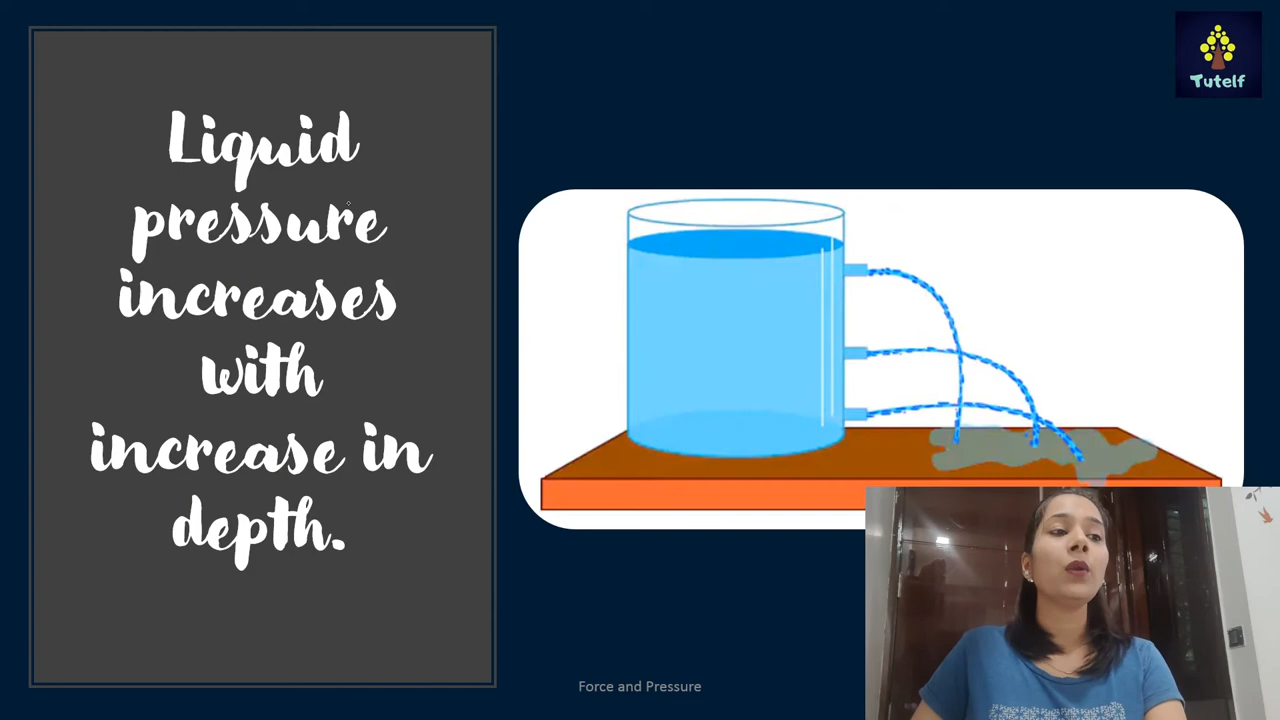 Liquid
pressure
increases
with
increase in
depth.
Tutelf
Force and Pressure